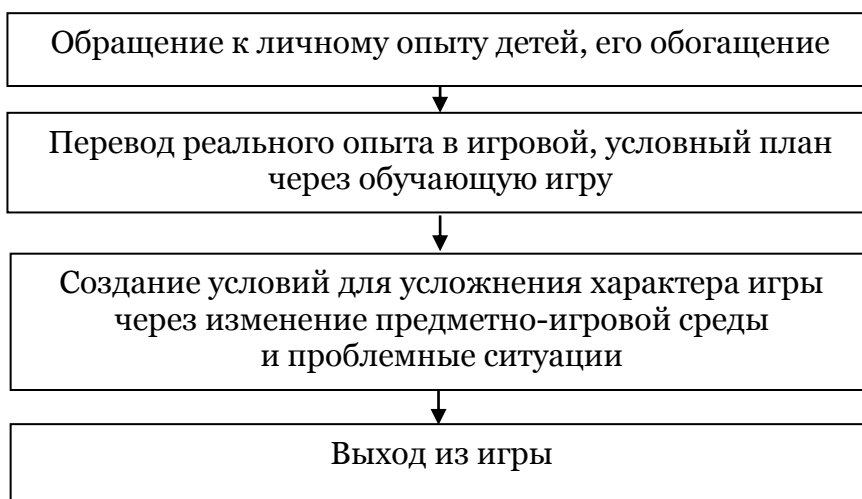 Обращение к личному опыту детей, его обогащение
Перевод реального опыта в игровой, условный план
через обучающую игру
Создание условий для усложнения характера игры
через изменение предметно-игровой среды
и проблемные ситуации
Выход из игры